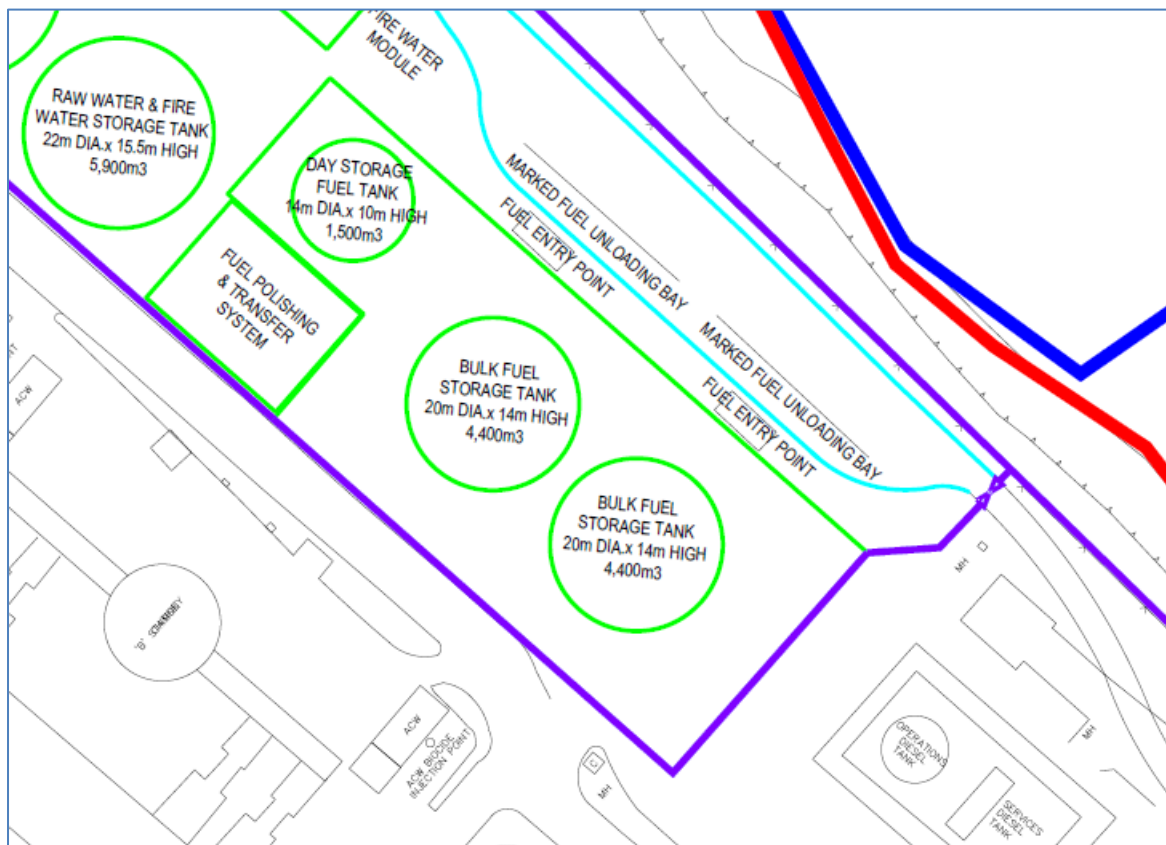 FIRE WATER
MODULE
RAW WATER & FIRE
WATER STORAGE TANK
22m DIA.x 15.5m HIGH
5,900m3
DAY STORAGE
FUEL TANK
14m DIA.x 10m HIGH
1,500m3
MARKED FUEL UNLOADING BAY
FUEL ENTRY POINT
FUEL POLISHING
& TRANSFER
SYSTEM
MARKED FUEL UNLOADING BAY
FUEL ENTRY POINT
BULK FUEL
STORAGE TANK
20m DIA.x 14m HIGH
4,400m3
BULK FUEL
STORAGE TANK
20m DIA.x 14m HIGH
4,400m3
ACW
MH
MH
"B"
ACW
ACW BIOCIDE
INJECTION POINT
C
MH
OPERATIONS
DIESEL
TANK
SERVICES
DIESEL
TANK